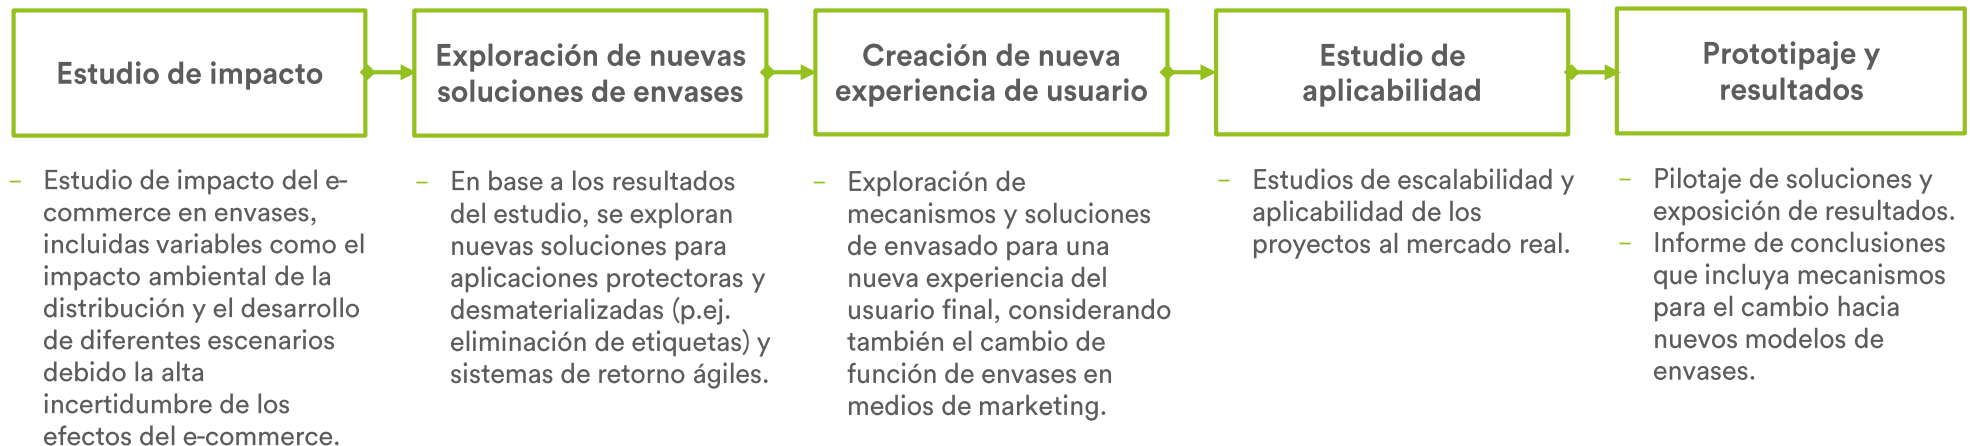 Estudio de impacto
– Estudio de impacto del e-
commerce en envases,
incluidas variables como el
impacto ambiental de la
distribución y el desarrollo
de diferentes escenarios
debido la alta
incertidumbre de los
efectos del e-commerce.
Exploración de nuevas
soluciones de envases
– En base a los resultados
del estudio, se exploran
nuevas soluciones para
aplicaciones protectoras y
desmaterializadas (p.ej.
eliminación de etiquetas) y
sistemas de retorno ágiles.
Creación de nueva
experiencia de usuario
– Exploración de
mecanismos y soluciones
de envasado para una
nueva experiencia del
usuario final, considerando
también el cambio de
función de envases en
medios de marketing.
Estudio de
aplicabilidad
– Estudios de escalabilidad y
aplicabilidad de los
proyectos al mercado real.
Prototipaje y
resultados
– Pilotaje de soluciones y
exposición de resultados.
– Informe de conclusiones
que incluya mecanismos
para el cambio hacia
nuevos modelos de
envases.